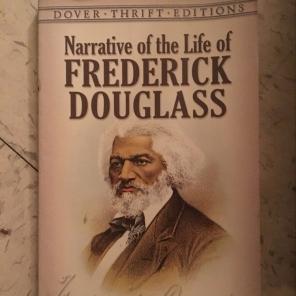 DOVER · THRIFT · EDITIONS
Narrative of the Life of
FREDERICK
DOUGLASS